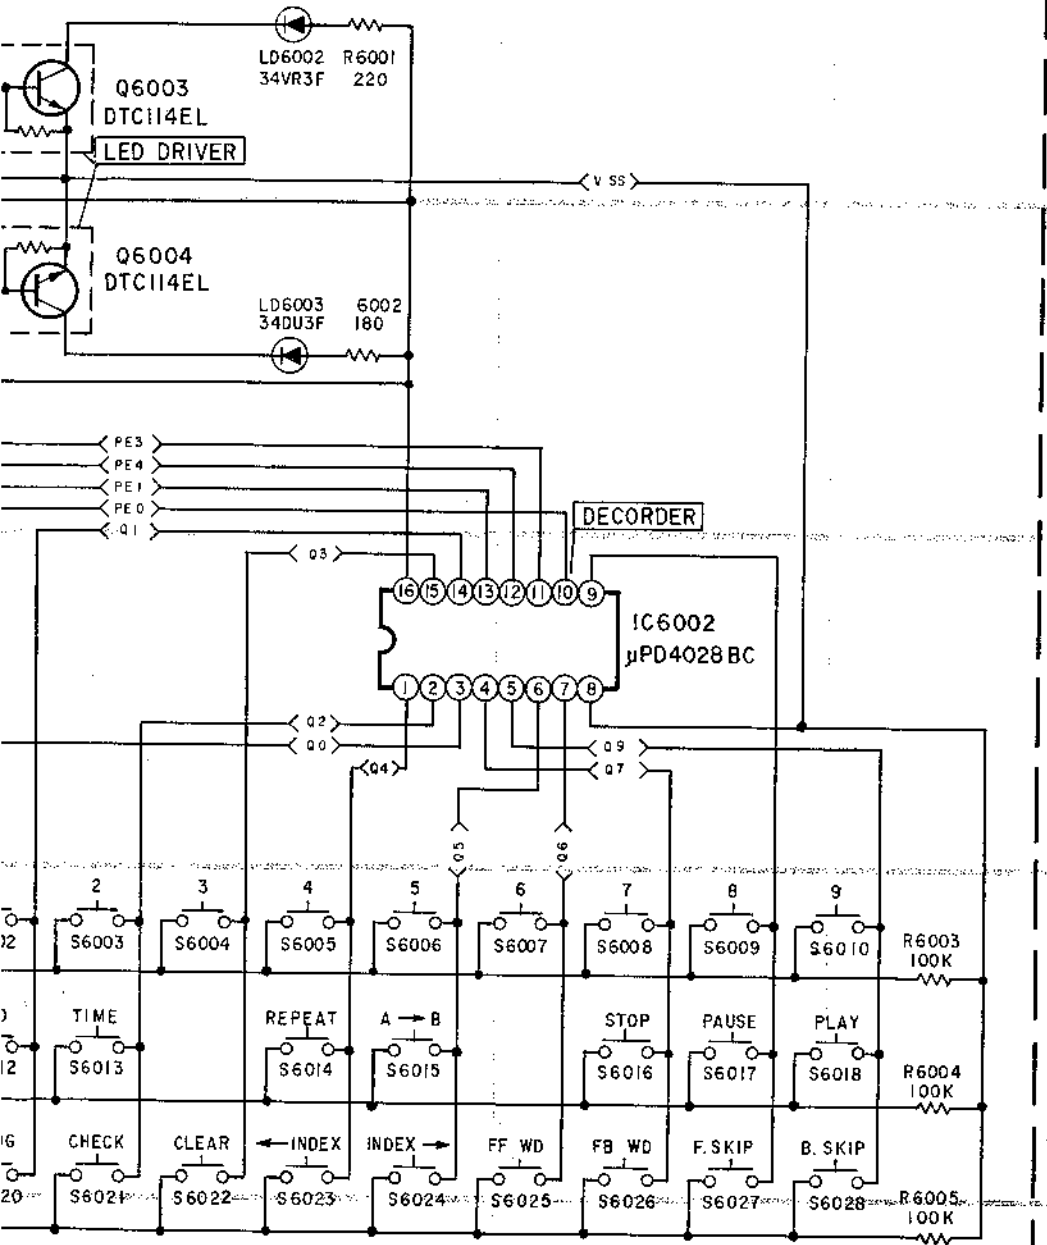 LD6002 R6001
34VR3F 220
Q6003
DTC114EL
LED DRIVER
VSS
Q6004
DTC114EL
LD6003 6002
34DU3F 180
PE3
PE4
PE1
PE0
Q1
DECORDER
Q3
16 15 14 13 12 11 10 9
IC6002
µPD4028BC
1 2 3 4 5 6 7 8
Q2
Q0
Q9
Q4
Q7
Q5
Q6
2 3 4 5 6 7 8 9
02 S6003 S6004 S6005 S6006 S6007 S6008 S6009 S6010
R6003
100K
TIME REPEAT A → B STOP PAUSE PLAY
12 S6013 S6014 S6015 S6016 S6017 S6018
R6004
100K
G CHECK CLEAR ←INDEX INDEX→ FF WD FB WD F.SKIP B.SKIP
20 S6021 S6022 S6023 S6024 S6025 S6026 S6027 S6028
R6005
100K